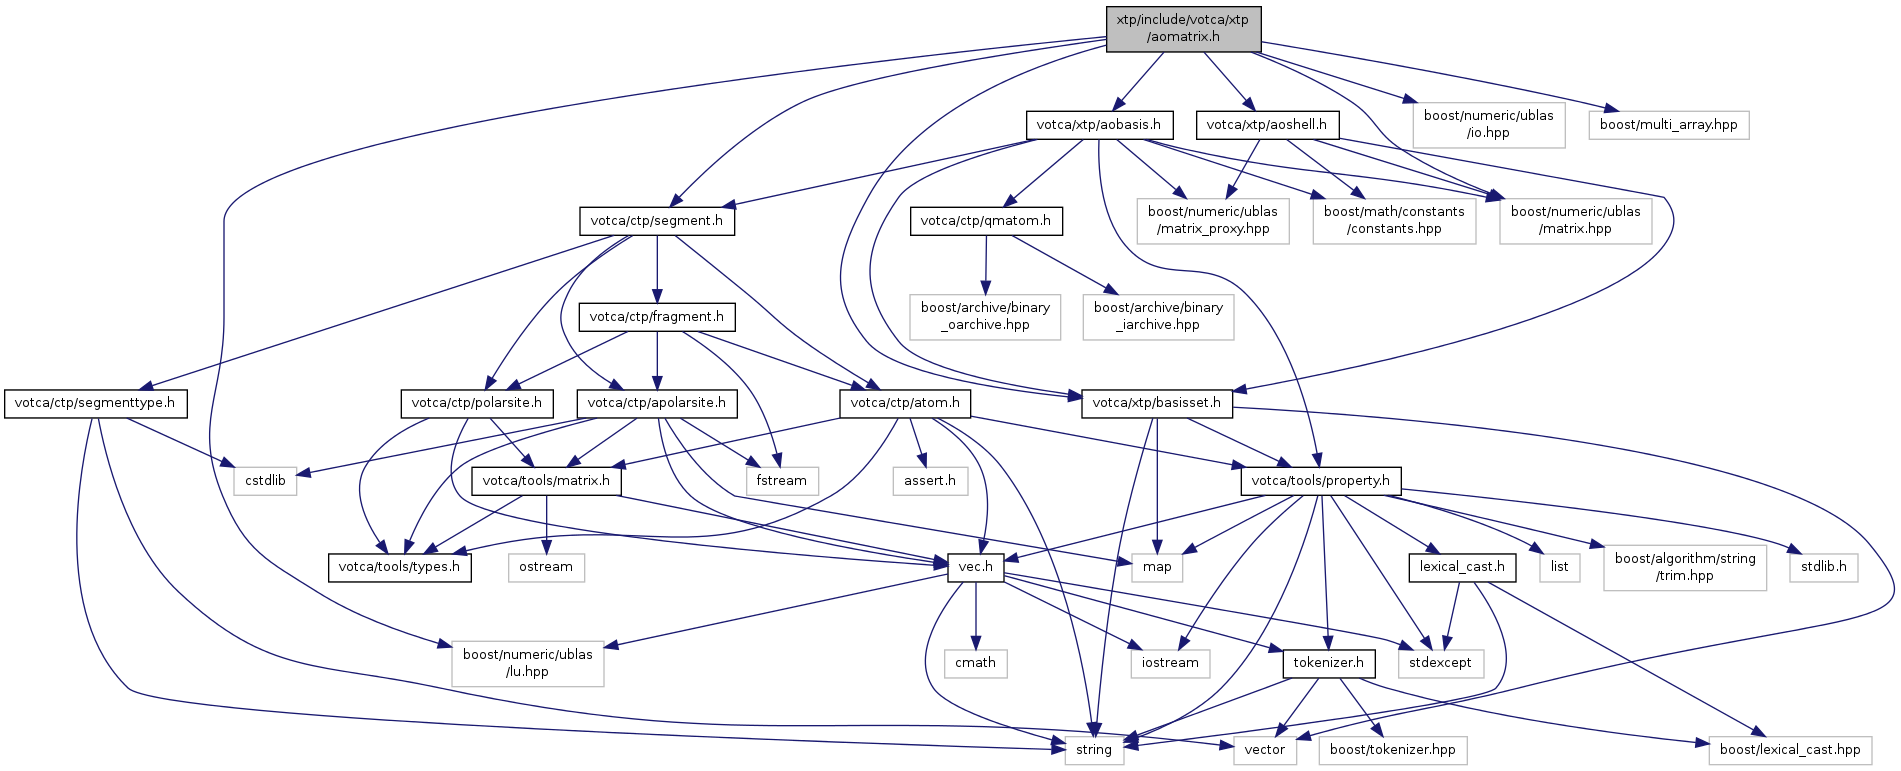 xtp/include/votca/xtp
/aomatrix.h
votca/xtp/aobasis.h
votca/xtp/aoshell.h
boost/numeric/ublas
/io.hpp
boost/multi_array.hpp
votca/ctp/segment.h
votca/ctp/qmatom.h
boost/numeric/ublas
/matrix_proxy.hpp
boost/math/constants
/constants.hpp
boost/numeric/ublas
/matrix.hpp
votca/ctp/fragment.h
boost/archive/binary
_oarchive.hpp
boost/archive/binary
_iarchive.hpp
votca/ctp/segmenttype.h
votca/ctp/polarsite.h
votca/ctp/apolarsite.h
votca/ctp/atom.h
votca/xtp/basisset.h
cstdlib
votca/tools/matrix.h
fstream
assert.h
votca/tools/property.h
votca/tools/types.h
ostream
vec.h
map
lexical_cast.h
list
boost/algorithm/string
/trim.hpp
stdlib.h
boost/numeric/ublas
/lu.hpp
cmath
iostream
tokenizer.h
stdexcept
string
vector
boost/tokenizer.hpp
boost/lexical_cast.hpp